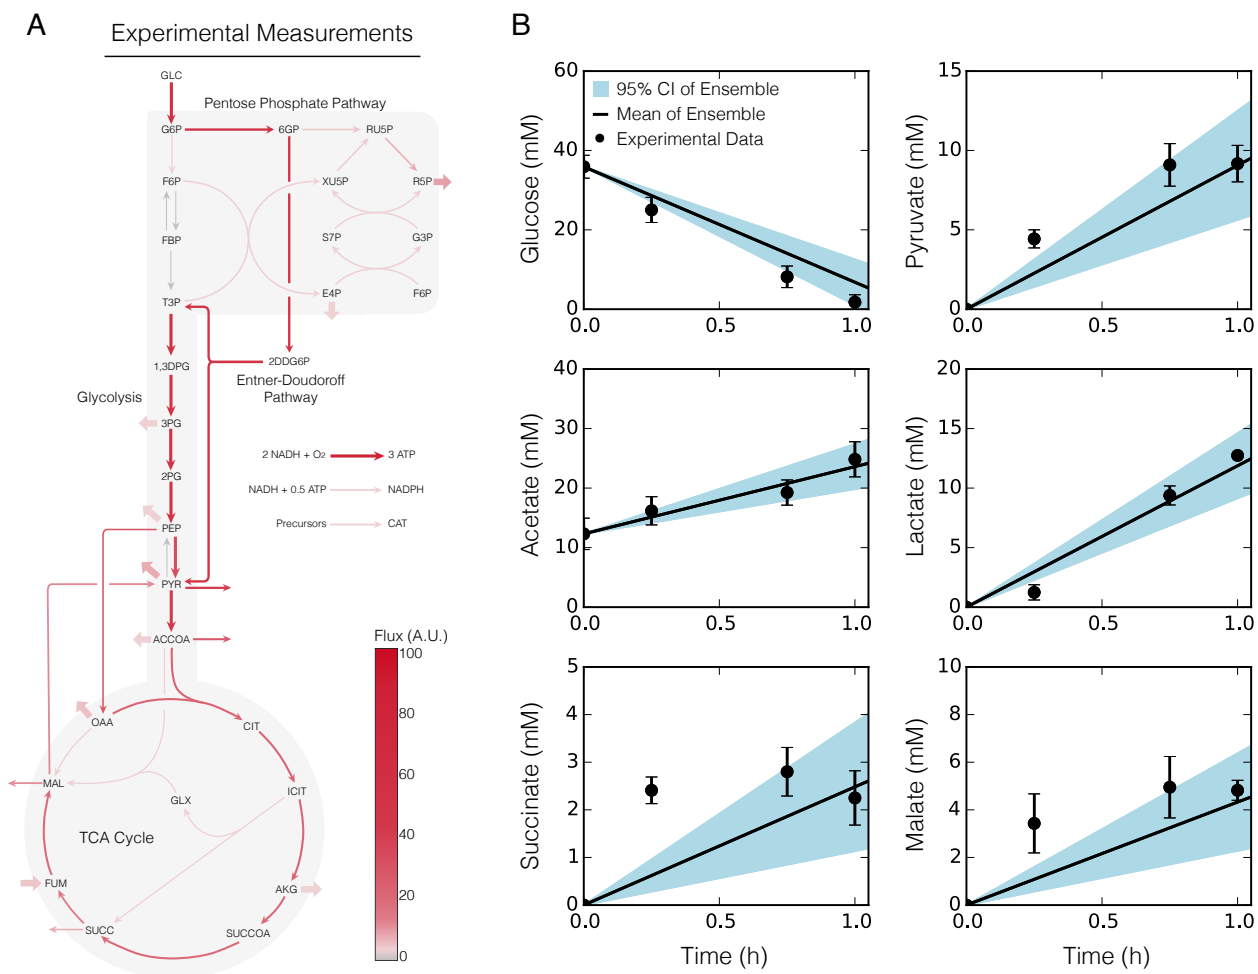 A
Experimental Measurements
GLC
Pentose Phosphate Pathway
G6P
6GP
RU5P
F6P
XU5P
R5P
FBP
S7P
G3P
T3P
E4P
F6P
1,3DPG
2DDG6P
Entner-Doudoroff
Pathway
Glycolysis
3PG
2 NADH + O2
3 ATP
2PG
NADH + 0.5 ATP
NADPH
PEP
Precursors
CAT
PYR
ACCOA
Flux (A.U.)
100
80
60
40
20
0
OAA
CIT
MAL
ICIT
GLX
TCA Cycle
FUM
AKG
SUCC
SUCCOA
B
95% CI of Ensemble
Mean of Ensemble
Experimental Data
Glucose (mM)
60
40
20
0
0.0
0.5
1.0
Pyruvate (mM)
15
10
5
0
0.0
0.5
1.0
Acetate (mM)
40
30
20
10
0
0.0
0.5
1.0
Lactate (mM)
20
15
10
5
0
0.0
0.5
1.0
Succinate (mM)
5
4
3
2
1
0
0.0
0.5
1.0
Time (h)
Malate (mM)
10
8
6
4
2
0
0.0
0.5
1.0
Time (h)